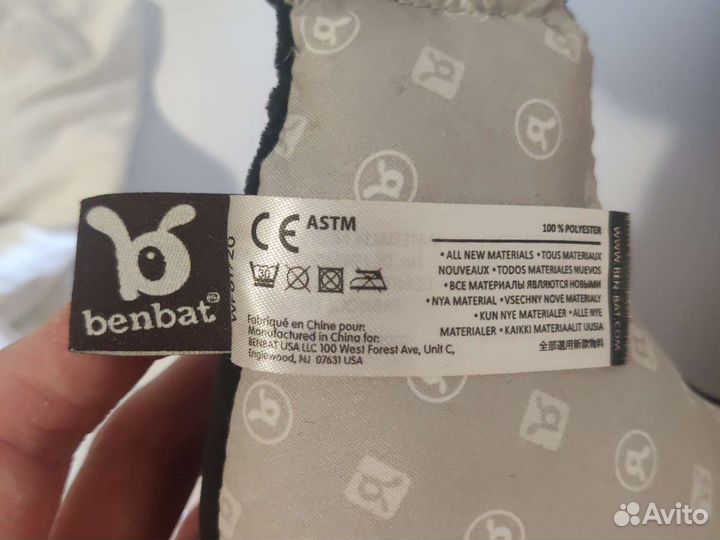 benbat
CE ASTM
30
Fabriqué en Chine pour:
Manufactured in China for:
BENBAT USA LLC 100 West Forest Ave, Unit C,
Englewood, NJ 07631 USA
100 % POLYESTER
• ALL NEW MATERIALS • TOUS MATERIAUX
NOUVEAUX • TODOS MATERIALES NUEVOS
• ВСЕ МАТЕРИАЛЫ ЯВЛЯЮТСЯ НОВЫМИ
• NYA MATERIAL • VSECHNY NOVE MATERIALY
• KUN NYE MATERIALER • ALLE NYE
MATERIALER • KAIKKI MATERIAALIT UUSIA
全部選用新款物料
WWW.BEN-BAT.COM
Avito